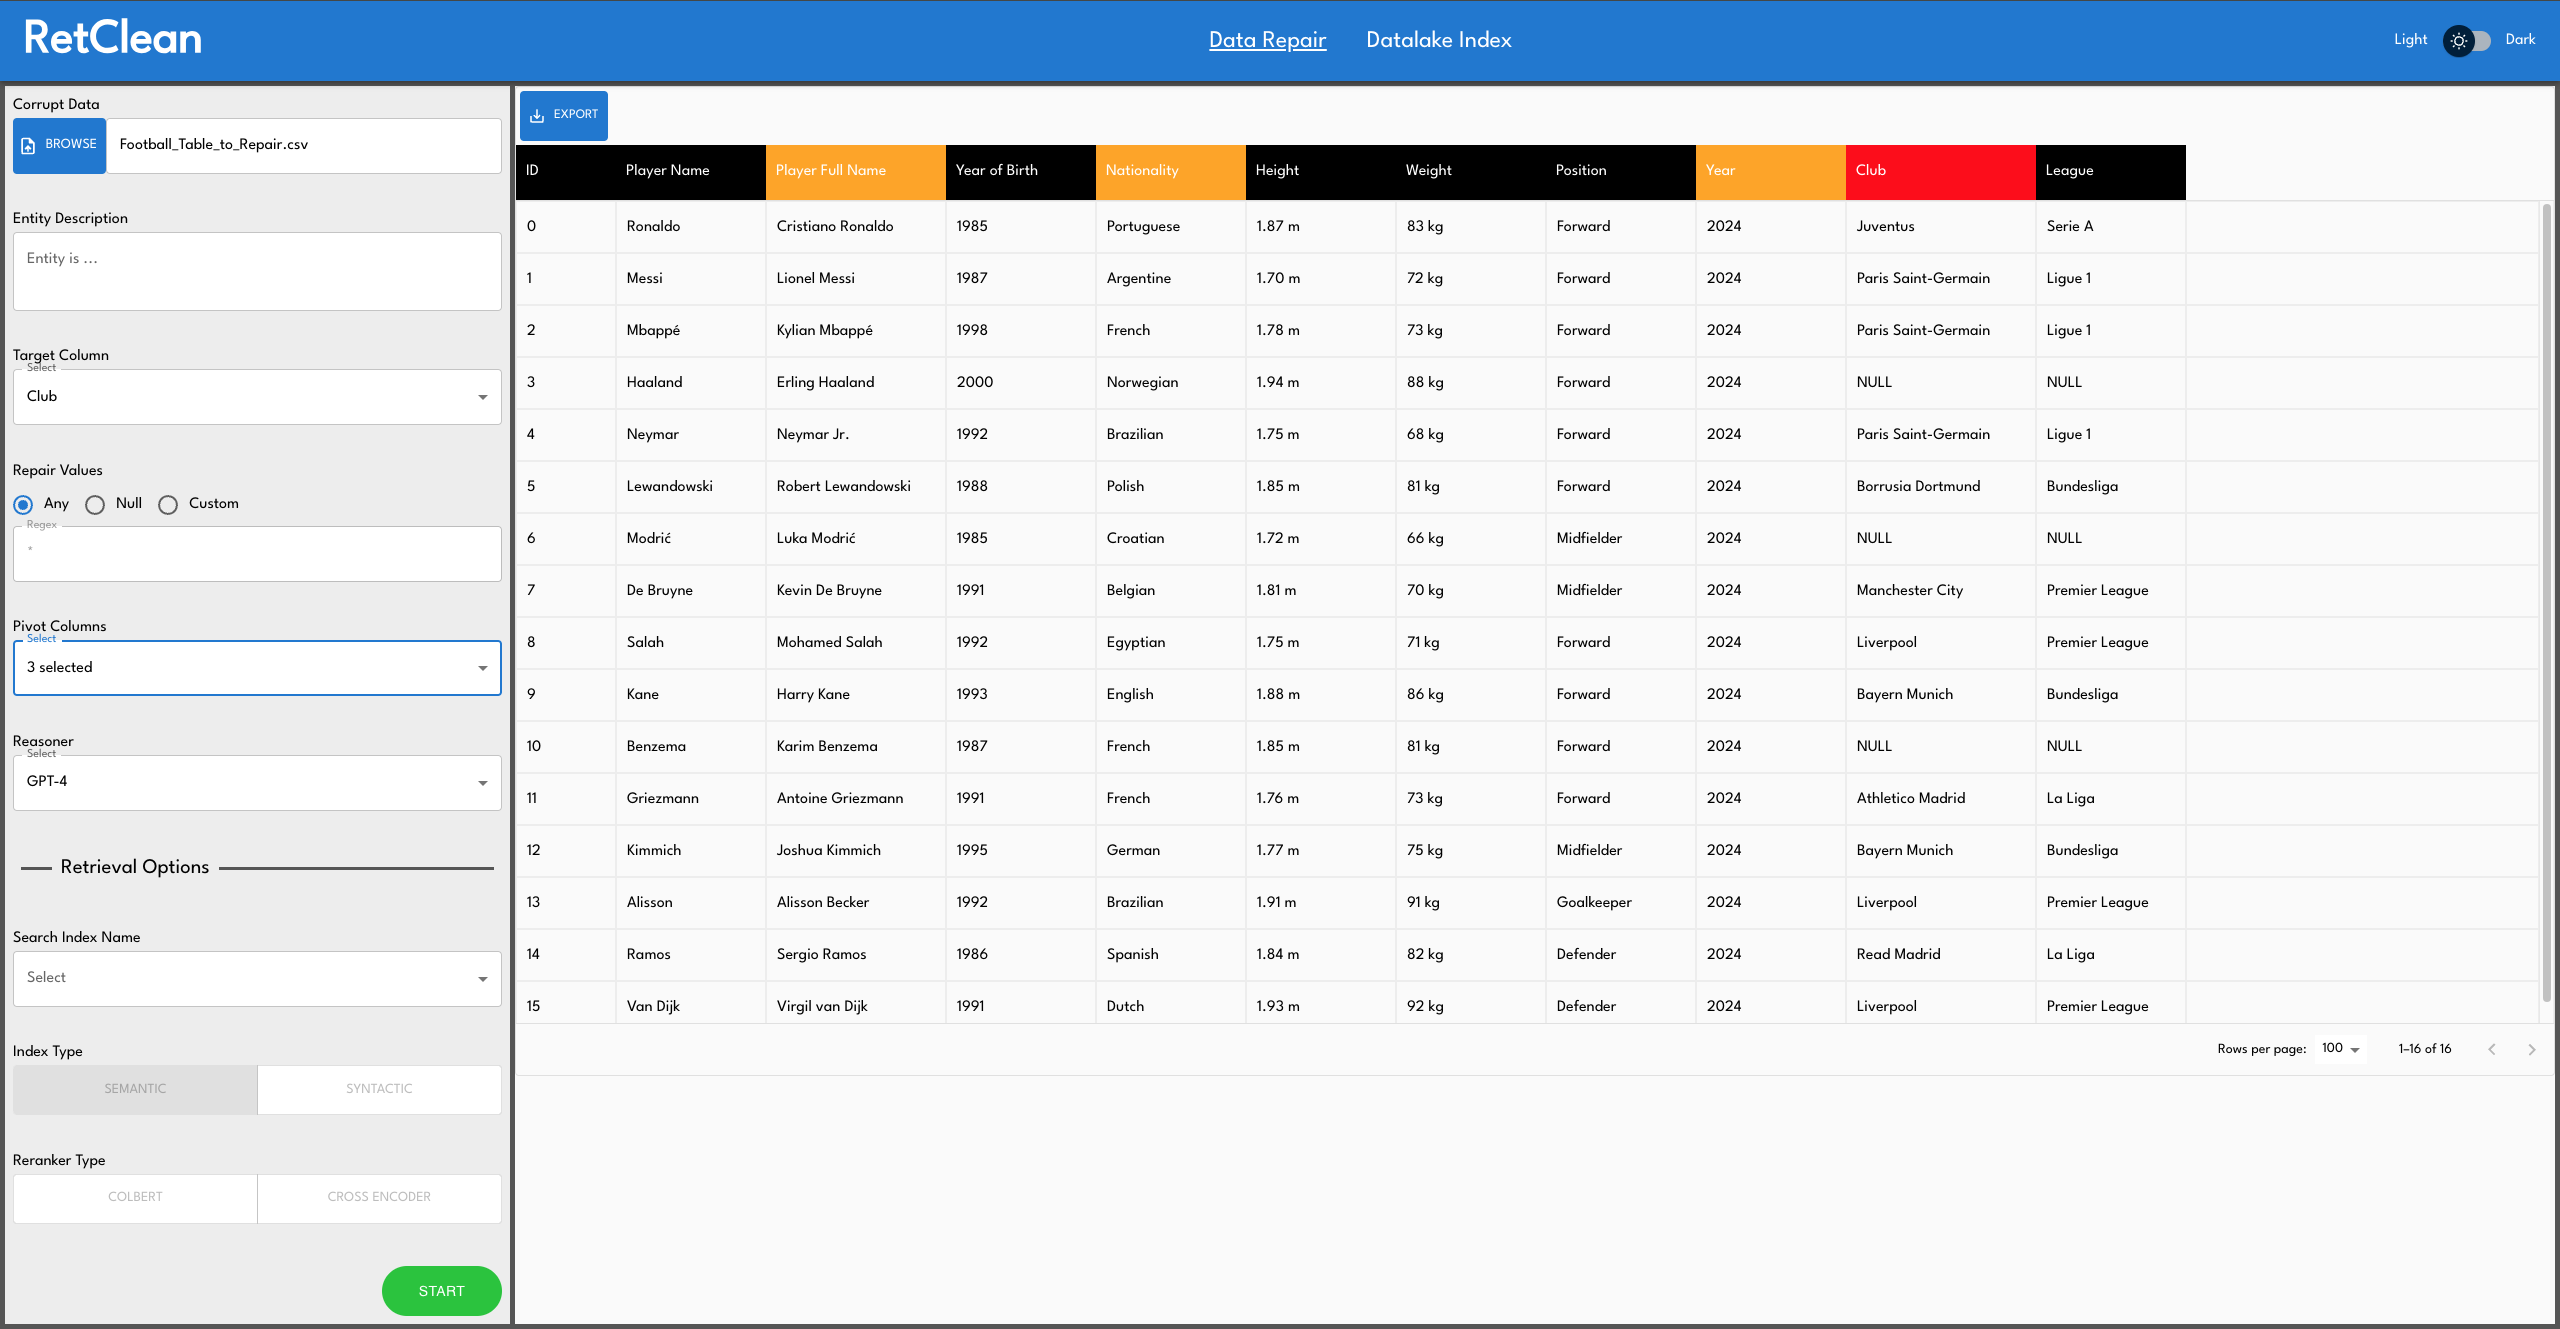 RetClean
Data Repair Datalake Index
Light Dark
Corrupt Data
BROWSE Football_Table_to_Repair.csv
Entity Description
Entity is ...
Target Column
Select
Club
Repair Values
Any Null Custom
Regex
*
Pivot Columns
Select
3 selected
Reasoner
Select
GPT-4
Retrieval Options
Search Index Name
Select
Index Type
SEMANTIC SYNTACTIC
Reranker Type
COLBERT CROSS ENCODER
START
EXPORT
ID Player Name Player Full Name Year of Birth Nationality Height Weight Position Year Club League
0 Ronaldo Cristiano Ronaldo 1985 Portuguese 1.87 m 83 kg Forward 2024 Juventus Serie A
1 Messi Lionel Messi 1987 Argentine 1.70 m 72 kg Forward 2024 Paris Saint-Germain Ligue 1
2 Mbappé Kylian Mbappé 1998 French 1.78 m 73 kg Forward 2024 Paris Saint-Germain Ligue 1
3 Haaland Erling Haaland 2000 Norwegian 1.94 m 88 kg Forward 2024 NULL NULL
4 Neymar Neymar Jr. 1992 Brazilian 1.75 m 68 kg Forward 2024 Paris Saint-Germain Ligue 1
5 Lewandowski Robert Lewandowski 1988 Polish 1.85 m 81 kg Forward 2024 Borrusia Dortmund Bundesliga
6 Modrić Luka Modrić 1985 Croatian 1.72 m 66 kg Midfielder 2024 NULL NULL
7 De Bruyne Kevin De Bruyne 1991 Belgian 1.81 m 70 kg Midfielder 2024 Manchester City Premier League
8 Salah Mohamed Salah 1992 Egyptian 1.75 m 71 kg Forward 2024 Liverpool Premier League
9 Kane Harry Kane 1993 English 1.88 m 86 kg Forward 2024 Bayern Munich Bundesliga
10 Benzema Karim Benzema 1987 French 1.85 m 81 kg Forward 2024 NULL NULL
11 Griezmann Antoine Griezmann 1991 French 1.76 m 73 kg Forward 2024 Athletico Madrid La Liga
12 Kimmich Joshua Kimmich 1995 German 1.77 m 75 kg Midfielder 2024 Bayern Munich Bundesliga
13 Alisson Alisson Becker 1992 Brazilian 1.91 m 91 kg Goalkeeper 2024 Liverpool Premier League
14 Ramos Sergio Ramos 1986 Spanish 1.84 m 82 kg Defender 2024 Read Madrid La Liga
15 Van Dijk Virgil van Dijk 1991 Dutch 1.93 m 92 kg Defender 2024 Liverpool Premier League
Rows per page: 100 1–16 of 16